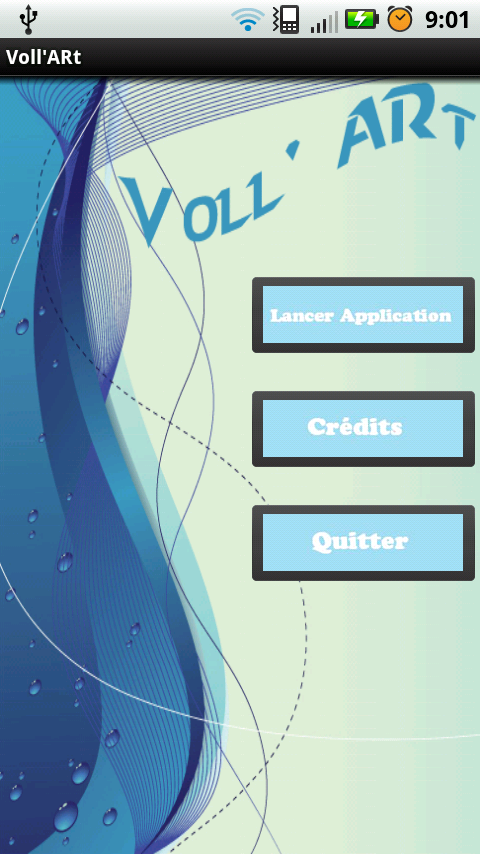 9:01
Voll'ARt
Voll'ARt
Lancer Application
Crédits
Quitter